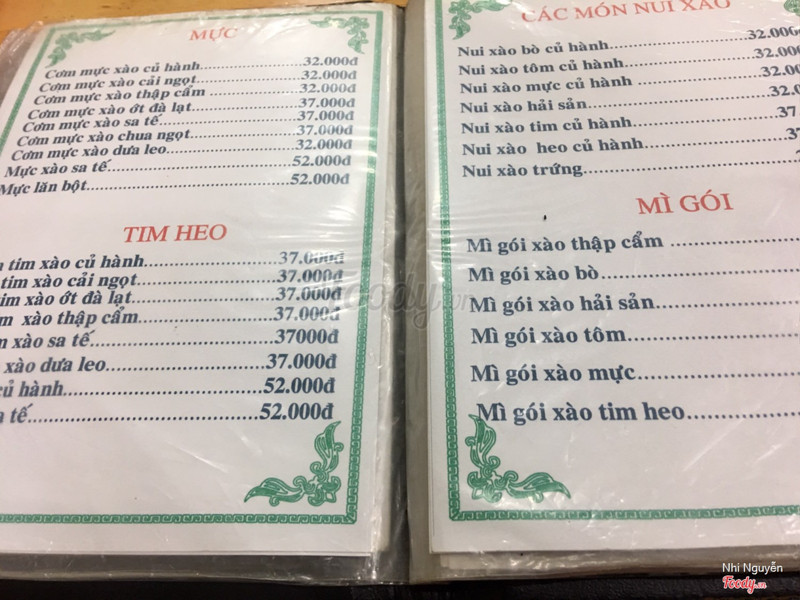 MỰC
Cơm mực xào củ hành 32.000đ
Cơm mực xào cải ngọt 32.000đ
Cơm mực xào thập cẩm 32.000đ
Cơm mực xào ớt đà lạt 37.000đ
Cơm mực xào sa tế 37.000đ
Cơm mực xào chua ngọt 37.000đ
Cơm mực xào dưa leo 32.000đ
Mực xào sa tế 52.000đ
Mực lăn bột 52.000đ
TIM HEO
tim xào củ hành 37.000đ
tim xào cải ngọt 37.000đ
tim xào ớt đà lạt 37.000đ
xào thập cẩm 37.000đ
xào sa tế 37000đ
xào dưa leo 37.000đ
củ hành 52.000đ
tế 52.000đ
CÁC MÓN NUI XÀO
Nui xào bò củ hành 32.000
Nui xào tôm củ hành 32.000
Nui xào mực củ hành 32.00
Nui xào hải sản 32.0
Nui xào tim củ hành 37
Nui xào heo củ hành
Nui xào trứng
MÌ GÓI
Mì gói xào thập cẩm
Mì gói xào bò
Mì gói xào hải sản
Mì gói xào tôm
Mì gói xào mực
Mì gói xào tim heo
Foody.vn
Nhi Nguyễn
Foody.vn